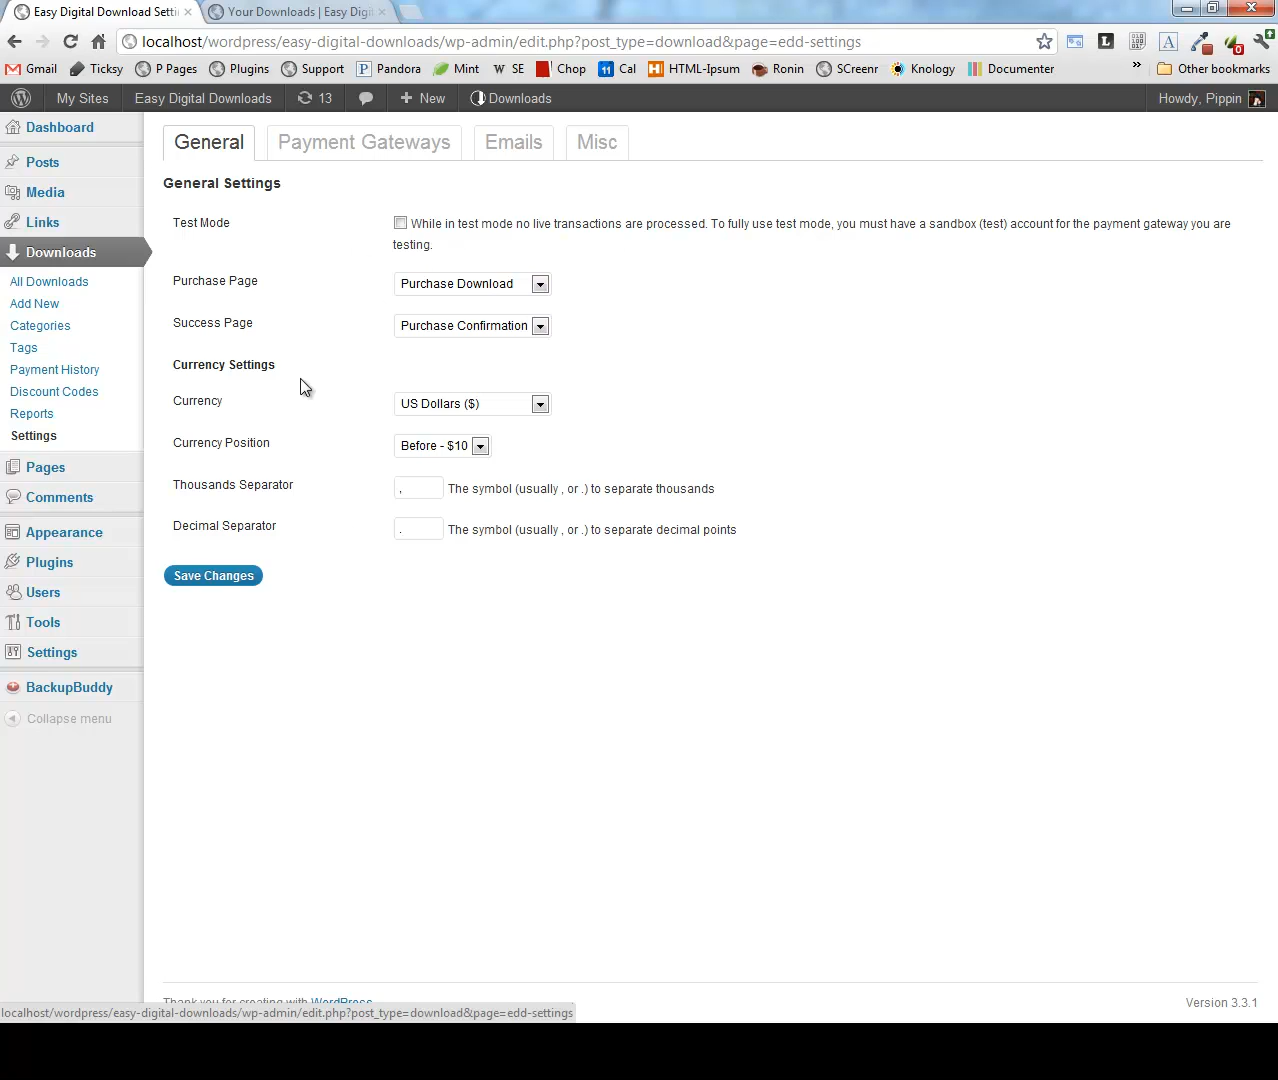 Easy Digital Download Setti
Your Downloads | Easy Digit
localhost/wordpress/easy-digital-downloads/wp-admin/edit.php?post_type=download&page=edd-settings
Gmail Ticksy P Pages Plugins Support Pandora Mint W SE Chop 11 Cal HTML-Ipsum Ronin SCreenr Knology Documenter » Other bookmarks
My Sites Easy Digital Downloads 13 + New Downloads Howdy, Pippin
Dashboard
Posts
Media
Links
Downloads
All Downloads
Add New
Categories
Tags
Payment History
Discount Codes
Reports
Settings
Pages
Comments
Appearance
Plugins
Users
Tools
Settings
BackupBuddy
Collapse menu
General Payment Gateways Emails Misc
General Settings
Test Mode While in test mode no live transactions are processed. To fully use test mode, you must have a sandbox (test) account for the payment gateway you are
testing.
Purchase Page Purchase Download
Success Page Purchase Confirmation
Currency Settings
Currency US Dollars ($)
Currency Position Before - $10
Thousands Separator , The symbol (usually , or .) to separate thousands
Decimal Separator . The symbol (usually , or .) to separate decimal points
Save Changes
Thank you for creating with WordPress
Version 3.3.1
localhost/wordpress/easy-digital-downloads/wp-admin/edit.php?post_type=download&page=edd-settings